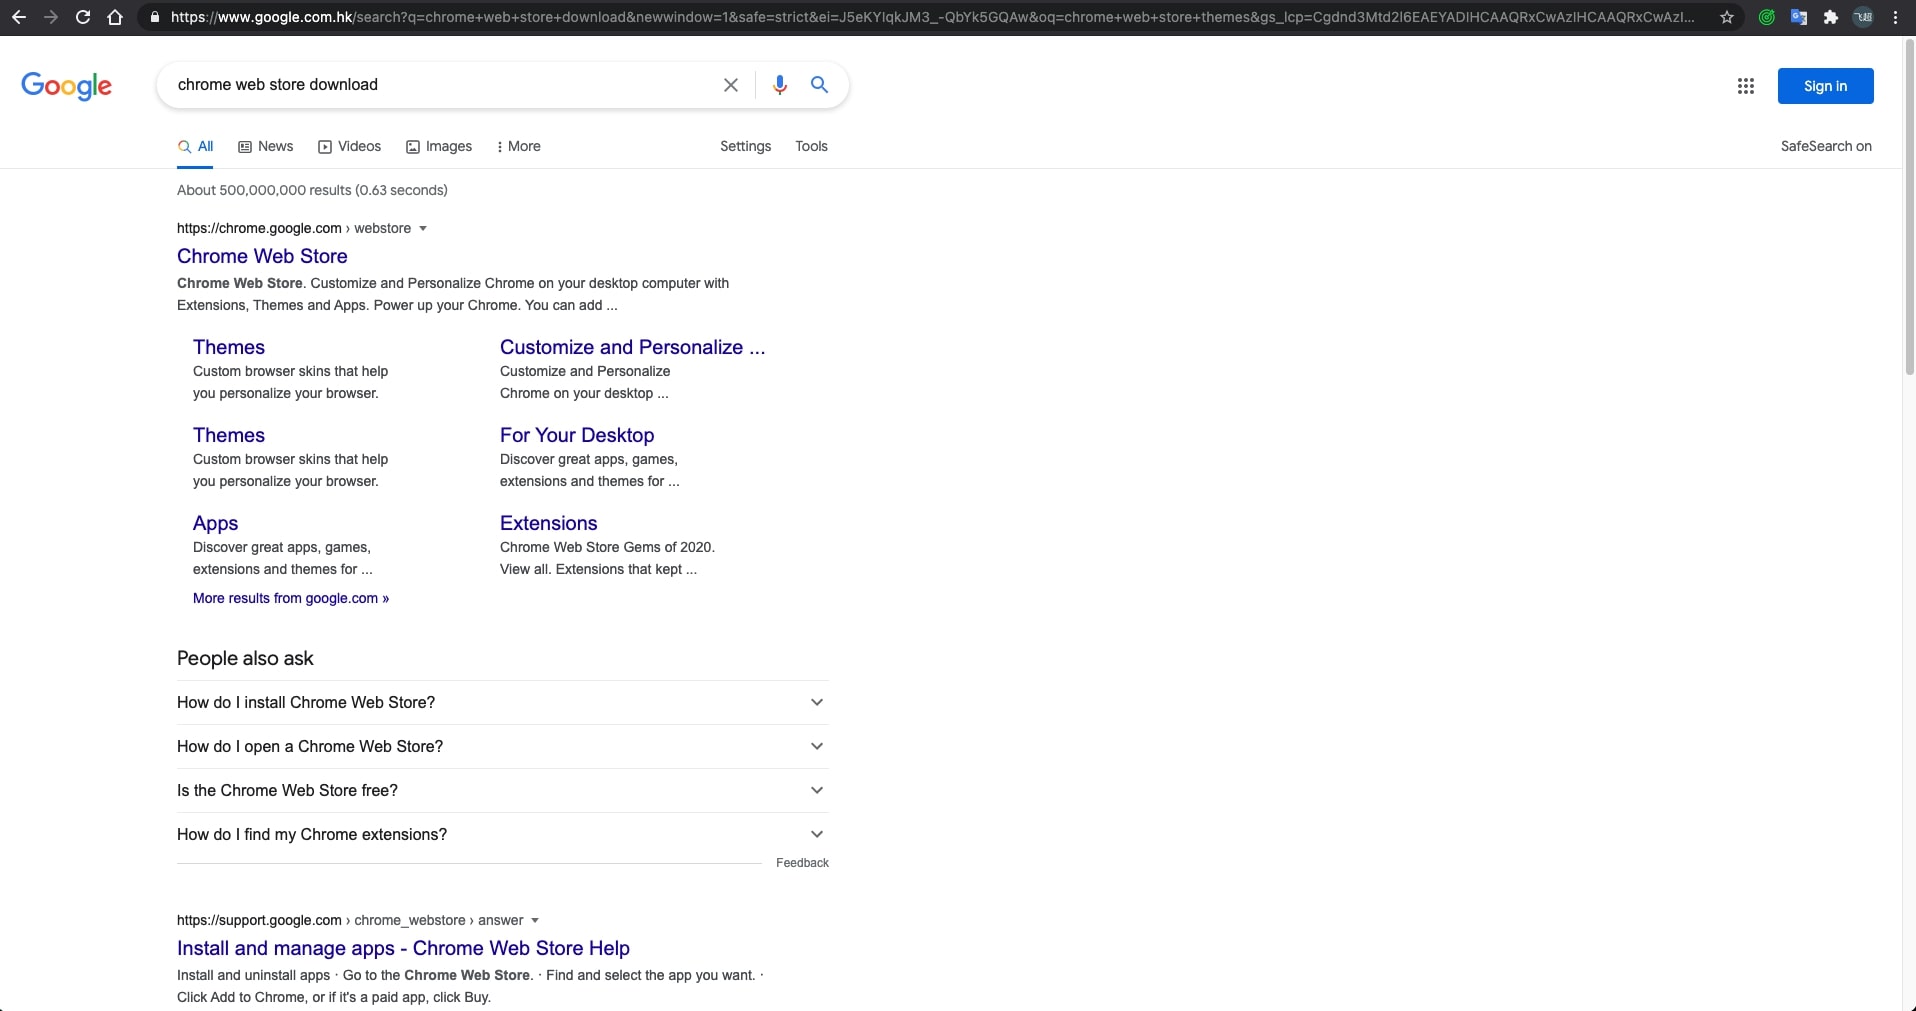 https://www.google.com.hk/search?q=chrome+web+store+download&newwindow=1&safe=strict&ei=J5eKYIqkJM3_-QbYk5GQAw&oq=chrome+web+store+themes&gs_lcp=Cgdnd3Mtd2l6EAEYADIHCAAQRxCwAzIHCAAQRxCwAzI...
Google
chrome web store download
Sign in
All News Videos Images More Settings Tools SafeSearch on
About 500,000,000 results (0.63 seconds)
https://chrome.google.com › webstore
Chrome Web Store
Chrome Web Store. Customize and Personalize Chrome on your desktop computer with
Extensions, Themes and Apps. Power up your Chrome. You can add ...
Themes
Custom browser skins that help
you personalize your browser.
Customize and Personalize ...
Customize and Personalize
Chrome on your desktop ...
Themes
Custom browser skins that help
you personalize your browser.
For Your Desktop
Discover great apps, games,
extensions and themes for ...
Apps
Discover great apps, games,
extensions and themes for ...
Extensions
Chrome Web Store Gems of 2020.
View all. Extensions that kept ...
More results from google.com »
People also ask
How do I install Chrome Web Store?
How do I open a Chrome Web Store?
Is the Chrome Web Store free?
How do I find my Chrome extensions?
Feedback
https://support.google.com › chrome_webstore › answer
Install and manage apps - Chrome Web Store Help
Install and uninstall apps · Go to the Chrome Web Store. · Find and select the app you want. ·
Click Add to Chrome, or if it's a paid app, click Buy.